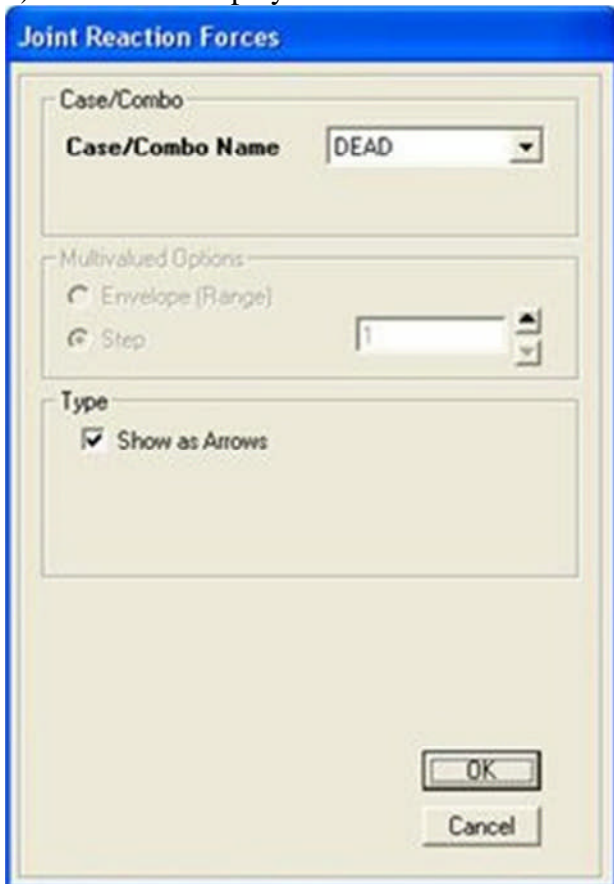 Joint Reaction Forces
Case/Combo
Case/Combo Name DEAD
Multivalued Options
Envelope (Range)
Step 1
Type
Show as Arrows
OK
Cancel